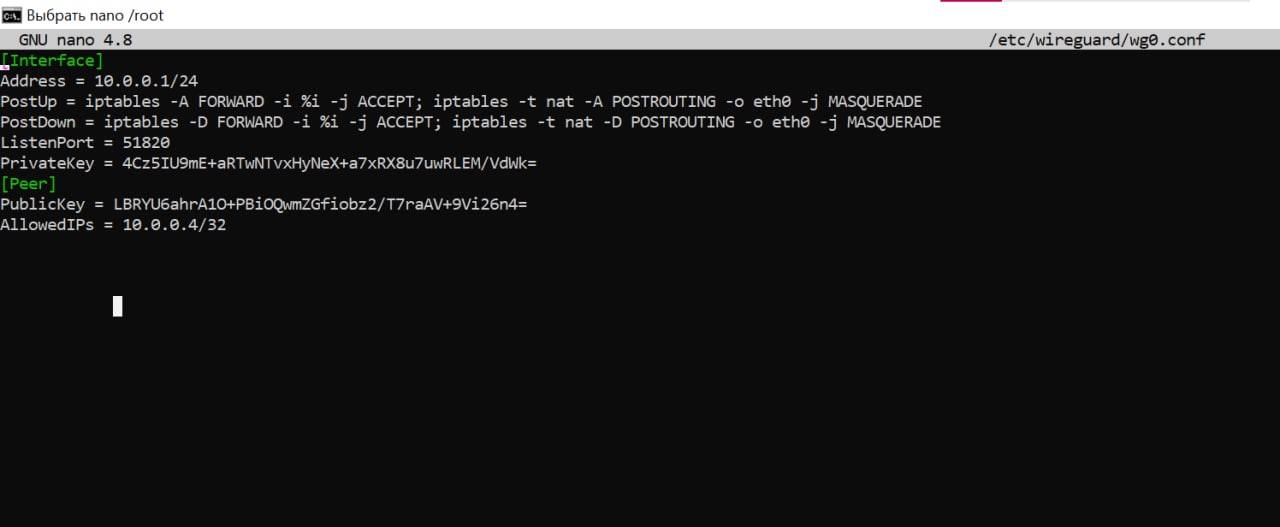 Выбрать nano /root
GNU nano 4.8 /etc/wireguard/wg0.conf
[Interface]
Address = 10.0.0.1/24
PostUp = iptables -A FORWARD -i %i -j ACCEPT; iptables -t nat -A POSTROUTING -o eth0 -j MASQUERADE
PostDown = iptables -D FORWARD -i %i -j ACCEPT; iptables -t nat -D POSTROUTING -o eth0 -j MASQUERADE
ListenPort = 51820
PrivateKey = 4Cz5IU9mE+aRTwNTvxHyNeX+a7xRX8u7uwRLEM/VdWk=
[Peer]
PublicKey = LBRYU6ahrA1O+PBiOQwmZGfiobz2/T7raAV+9Vi26n4=
AllowedIPs = 10.0.0.4/32